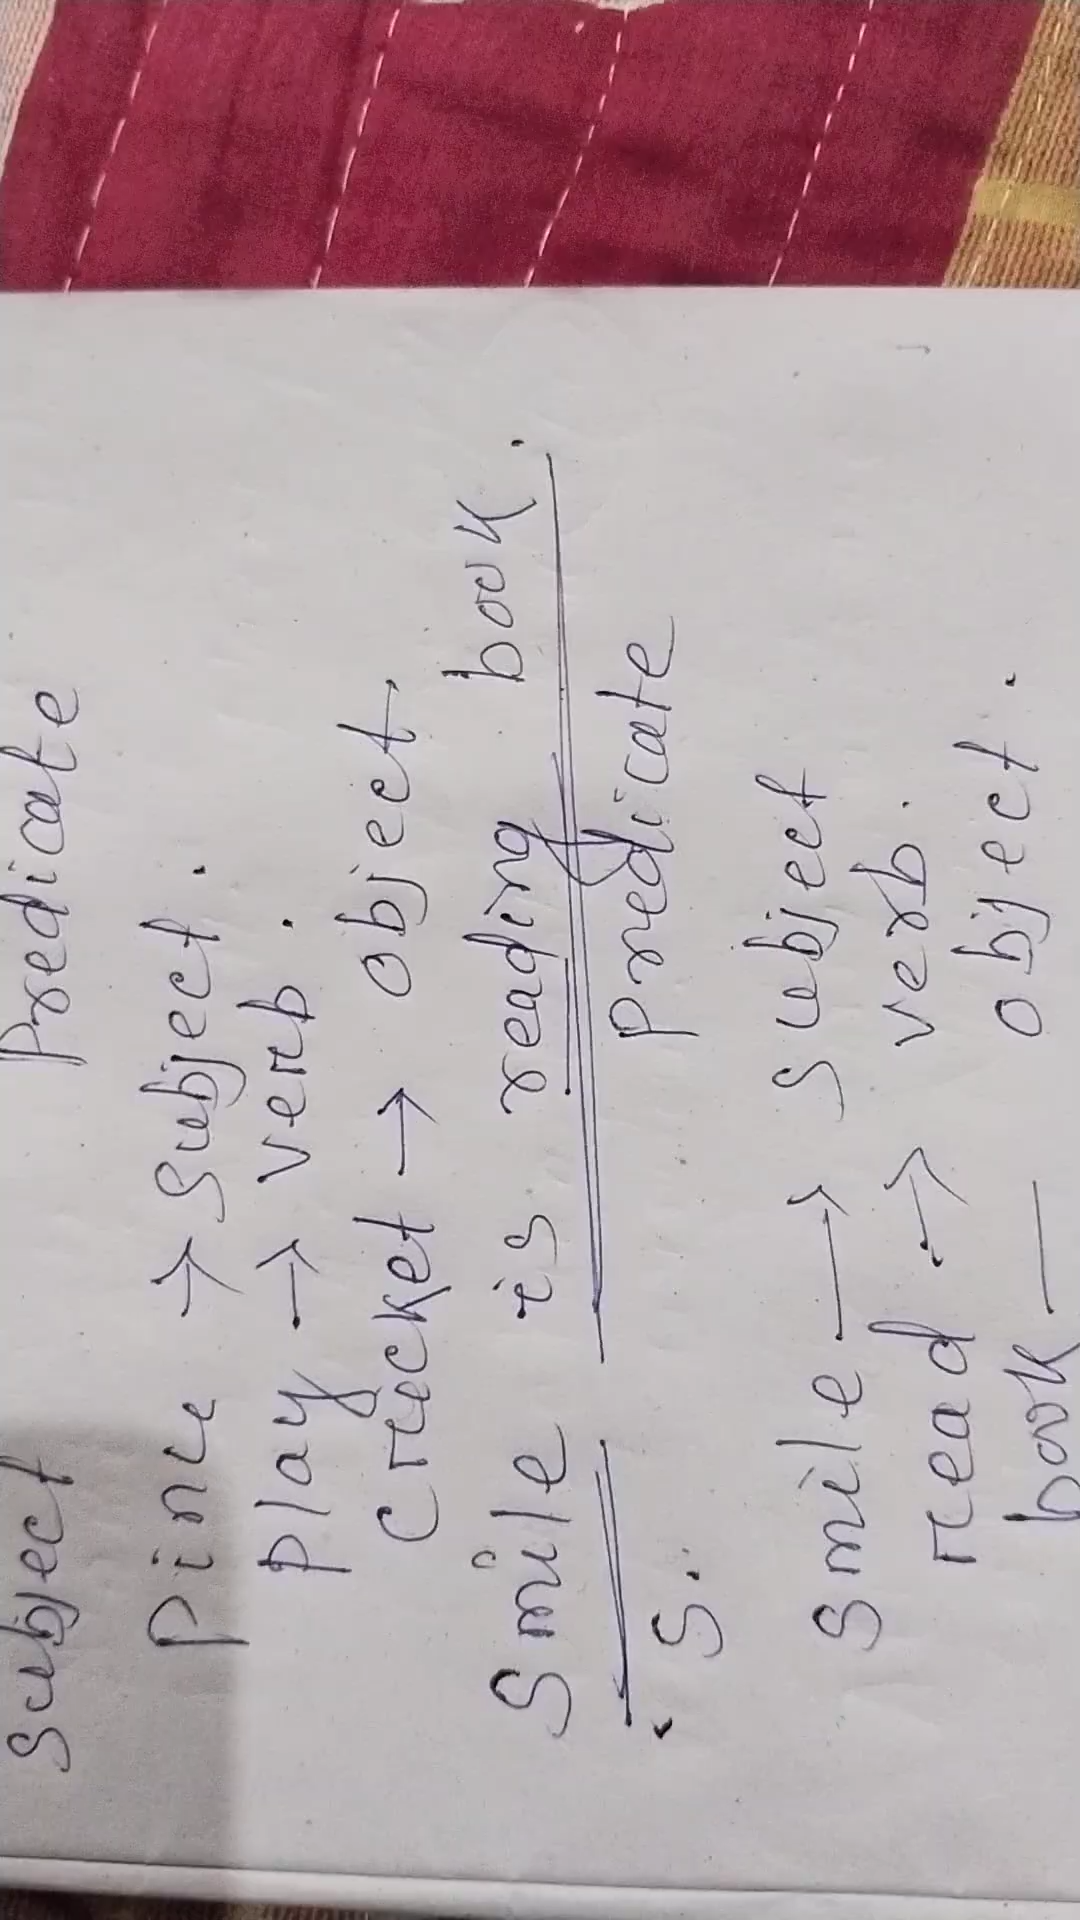 Subject Predicate
Pinu → Subject.
Play → verb.
Cricket → object.
Smile is reading book.
S. Predicate
Smile → Subject
read → verb.
book — object.